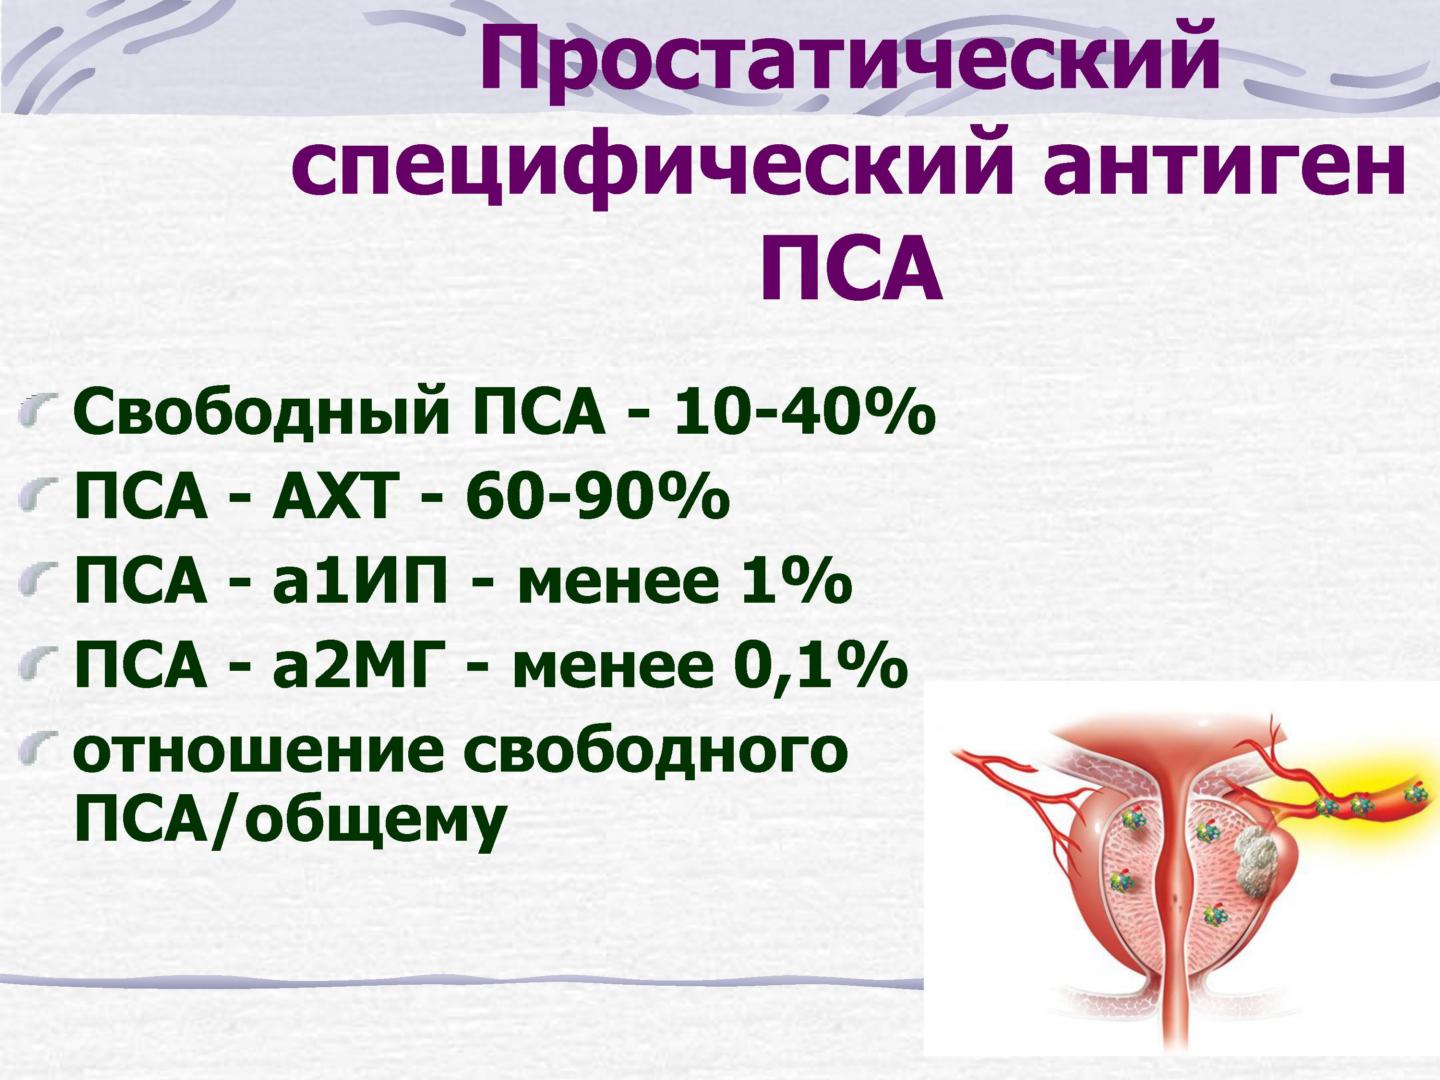 Простатический
специфический антиген
ПСА
Свободный ПСА - 10-40%
ПСА - АХТ - 60-90%
ПСА - а1ИП - менее 1%
ПСА - а2МГ - менее 0,1%
отношение свободного
ПСА/общему